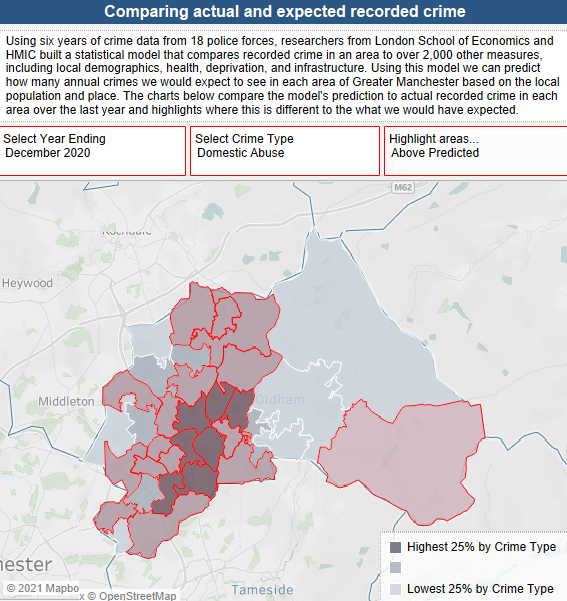 Comparing actual and expected recorded crime
Using six years of crime data from 18 police forces, researchers from London School of Economics and
HMIC built a statistical model that compares recorded crime in an area to over 2,000 other measures,
including local demographics, health, deprivation, and infrastructure. Using this model we can predict
how many annual crimes we would expect to see in each area of Greater Manchester based on the local
population and place. The charts below compare the model's prediction to actual recorded crime in each
area over the last year and highlights where this is different to the what we would have expected.
Select Year Ending
December 2020
Select Crime Type
Domestic Abuse
Highlight areas...
Above Predicted
M62
Rochdale
Heywood
Middleton
Oldham
Highest 25% by Crime Type
Lowest 25% by Crime Type
hester
Tameside
© 2021 Mapbo
x © OpenStreetMap